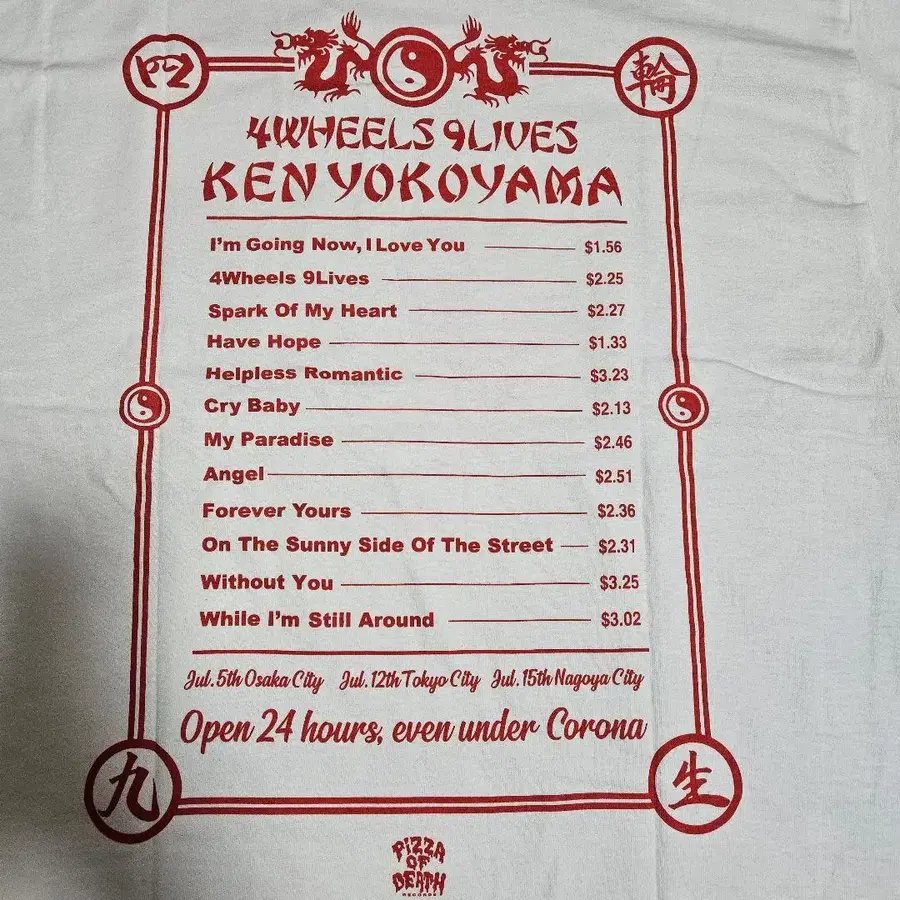 四 輪
4WHEELS 9LIVES
KEN YOKOYAMA
I'm Going Now, I Love You $1.56
4Wheels 9Lives $2.25
Spark Of My Heart $2.27
Have Hope $1.33
Helpless Romantic $3.23
Cry Baby $2.13
My Paradise $2.46
Angel $2.51
Forever Yours $2.36
On The Sunny Side Of The Street $2.31
Without You $3.25
While I'm Still Around $3.02
Jul. 5th Osaka City Jul. 12th Tokyo City Jul. 15th Nagoya City
Open 24 hours, even under Corona
九 生
PIZZA
OF
DEATH
RECORDS